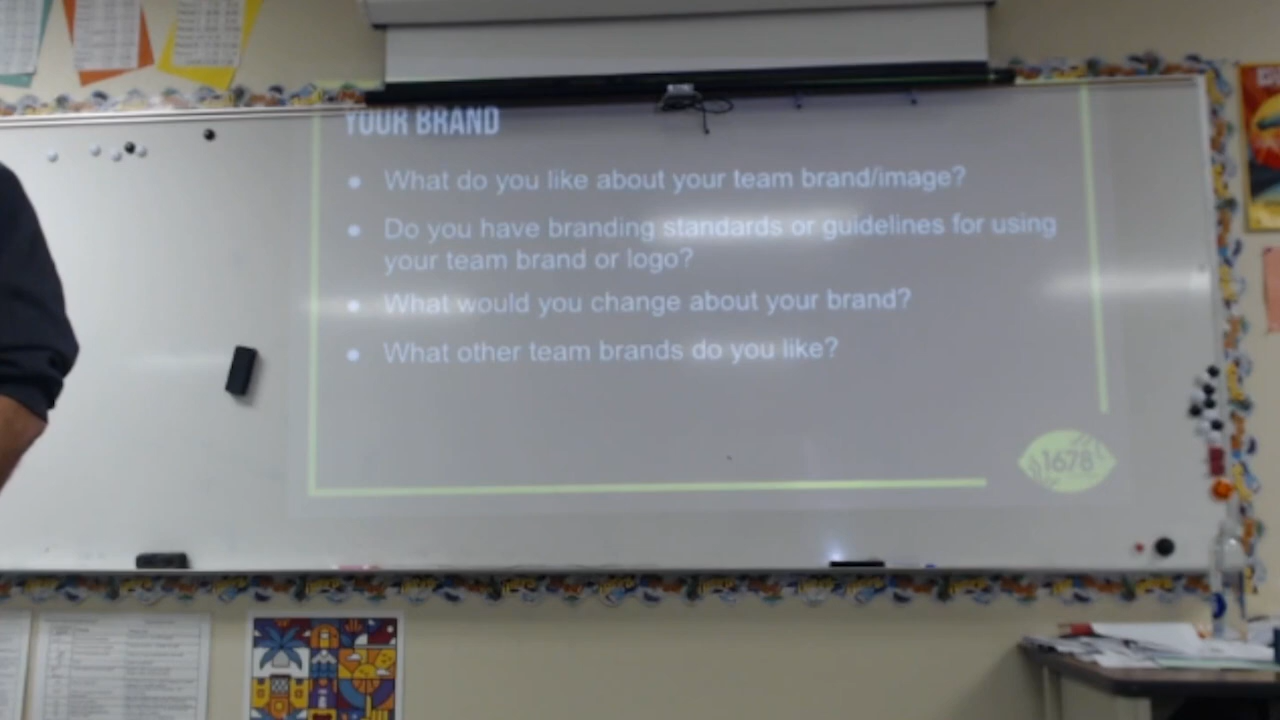 YOUR BRAND
• What do you like about your team brand/image?
• Do you have branding standards or guidelines for using
your team brand or logo?
• What would you change about your brand?
• What other team brands do you like?
1678